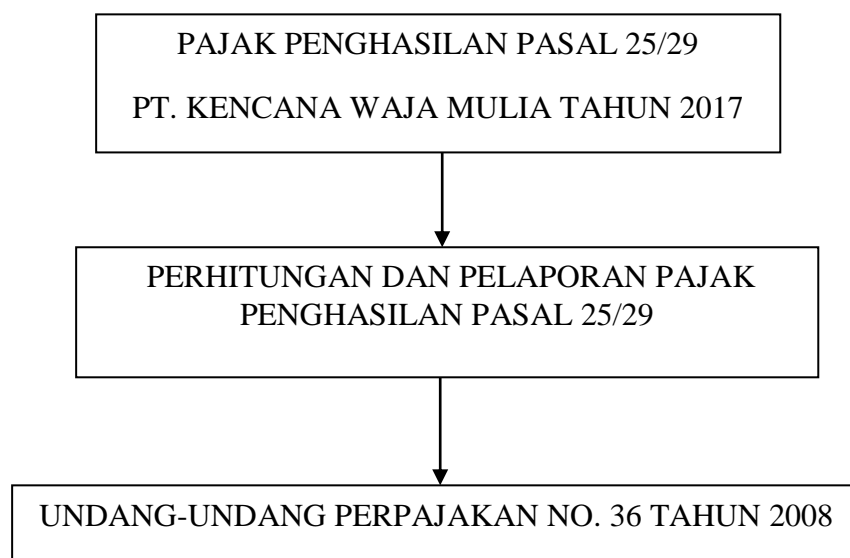 PAJAK PENGHASILAN PASAL 25/29
PT. KENCANA WAJA MULIA TAHUN 2017
PERHITUNGAN DAN PELAPORAN PAJAK
PENGHASILAN PASAL 25/29
UNDANG-UNDANG PERPAJAKAN NO. 36 TAHUN 2008